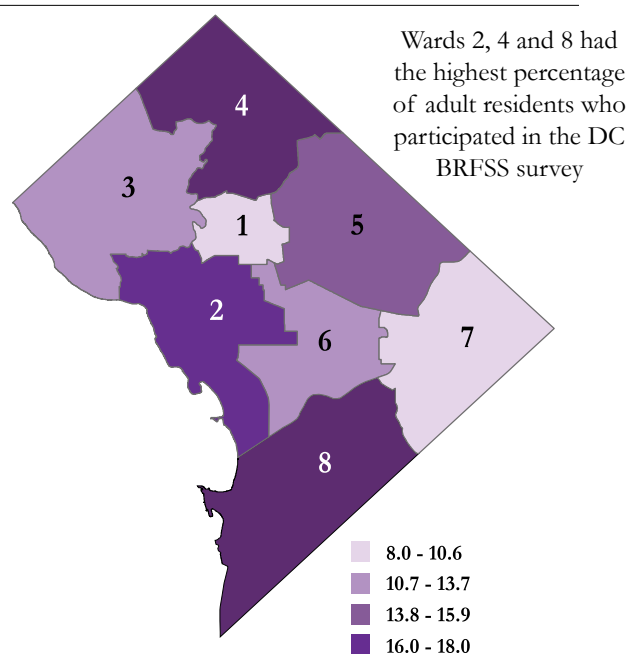 Wards 2, 4 and 8 had
the highest percentage
of adult residents who
participated in the DC
BRFSS survey
4
3
1
5
2
6
7
8
8.0 - 10.6
10.7 - 13.7
13.8 - 15.9
16.0 - 18.0